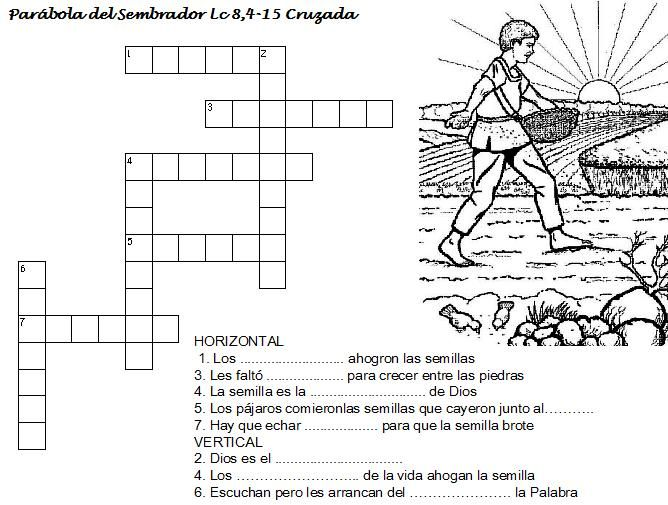 Parábola del Sembrador Lc 8,4-15 Cruzada
1
2
3
4
5
6
7
HORIZONTAL
1. Los .......................... ahogron las semillas
3. Les faltó ..................... para crecer entre las piedras
4. La semilla es la ............................. de Dios
5. Los pájaros comieronlas semillas que cayeron junto al………..
7. Hay que echar ................... para que la semilla brote
VERTICAL
2. Dios es el ................................
4. Los ……………………….. de la vida ahogan la semilla
6. Escuchan pero les arrancan del ………………… la Palabra